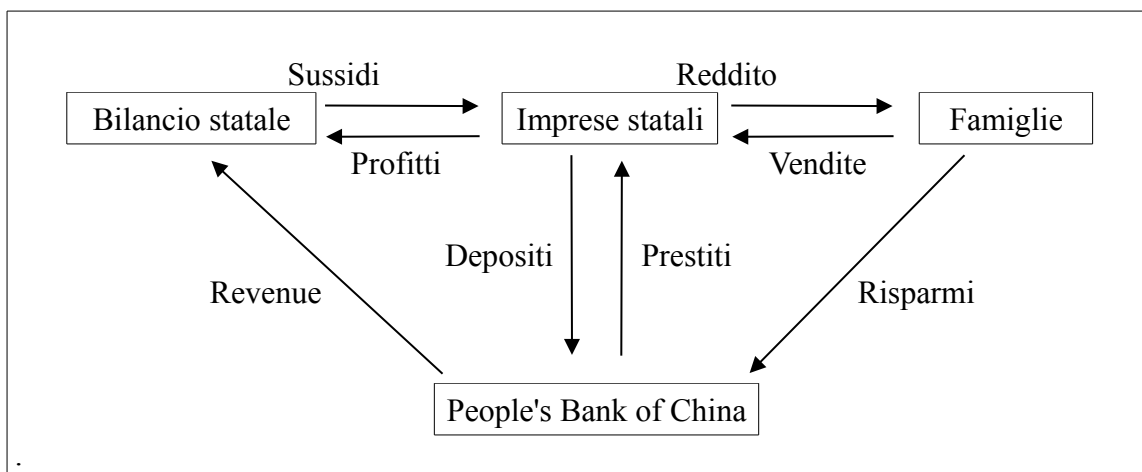 Sussidi
Reddito
Bilancio statale
Imprese statali
Famiglie
Profitti
Vendite
Depositi
Prestiti
Revenue
Risparmi
People's Bank of China
.